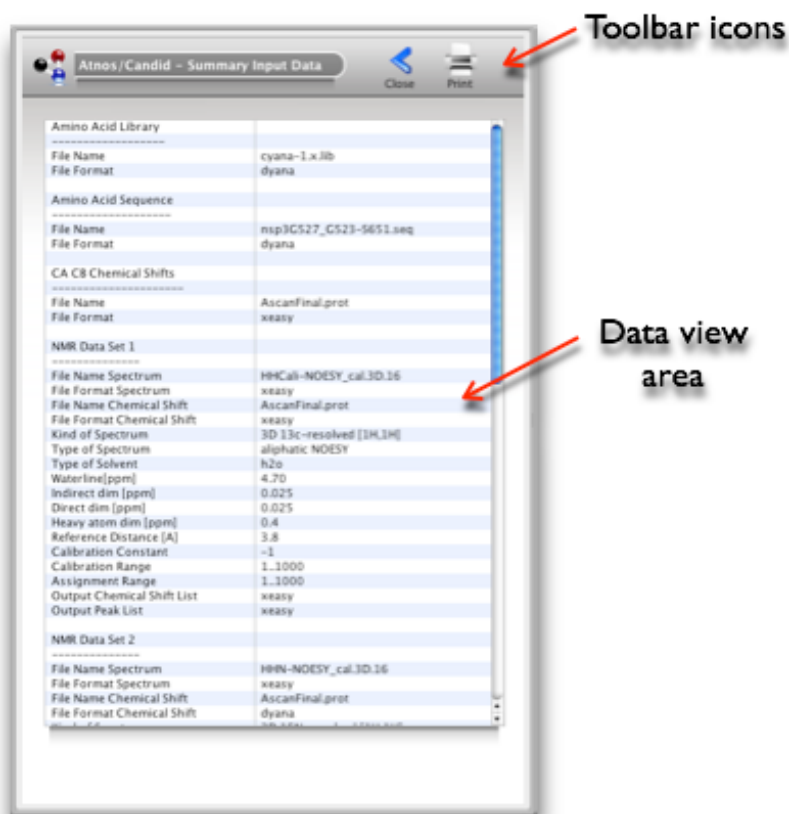 Toolbar icons
Atnos/Candid - Summary Input Data
Close Print
Amino Acid Library
-------------------
File Name cyana-1.x.lib
File Format dyana
Amino Acid Sequence
--------------------
File Name nsp3G527_G523-S651.seq
File Format dyana
CA CB Chemical Shifts
----------------------
File Name AscanFinal.prot
File Format xeasy
NMR Data Set 1
---------------
File Name Spectrum HHCali-NOESY_cal.3D.16
File Format Spectrum xeasy
File Name Chemical Shift AscanFinal.prot
File Format Chemical Shift xeasy
Kind of Spectrum 3D 13c-resolved [1H,1H]
Type of Spectrum aliphatic NOESY
Type of Solvent h2o
Waterline[ppm] 4.70
Indirect dim [ppm] 0.025
Direct dim [ppm] 0.025
Heavy atom dim [ppm] 0.4
Reference Distance [A] 3.8
Calibration Constant -1
Calibration Range 1..1000
Assignment Range 1..1000
Output Chemical Shift List xeasy
Output Peak List xeasy
NMR Data Set 2
---------------
File Name Spectrum HHN-NOESY_cal.3D.16
File Format Spectrum xeasy
File Name Chemical Shift AscanFinal.prot
File Format Chemical Shift dyana
Data view
area